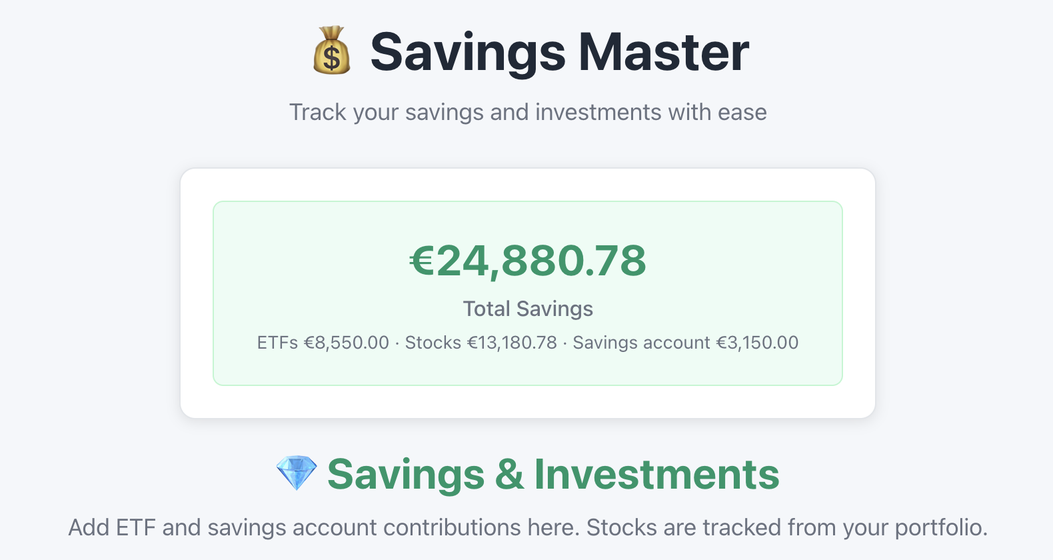 Savings Master
Track your savings and investments with ease
€24,880.78
Total Savings
ETFs €8,550.00 · Stocks €13,180.78 · Savings account €3,150.00
Savings & Investments
Add ETF and savings account contributions here. Stocks are tracked from your portfolio.